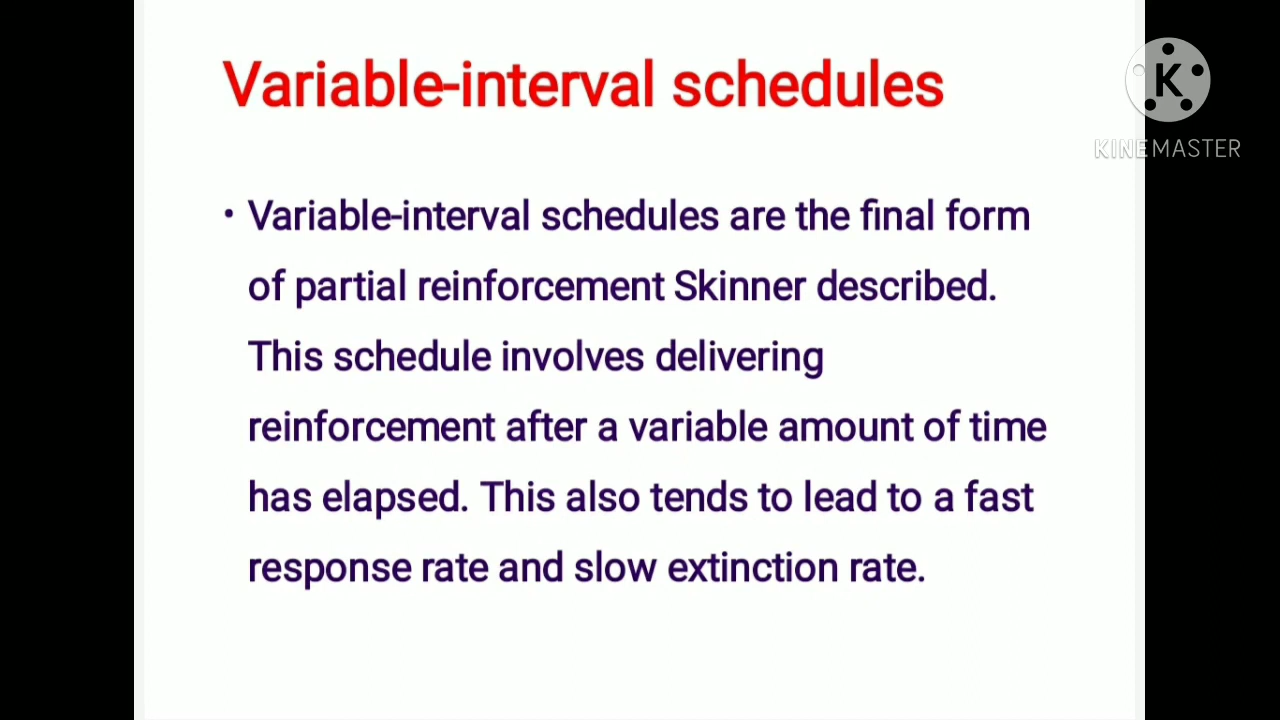 Variable-interval schedules
K
KINEMASTER
• Variable-interval schedules are the final form
of partial reinforcement Skinner described.
This schedule involves delivering
reinforcement after a variable amount of time
has elapsed. This also tends to lead to a fast
response rate and slow extinction rate.